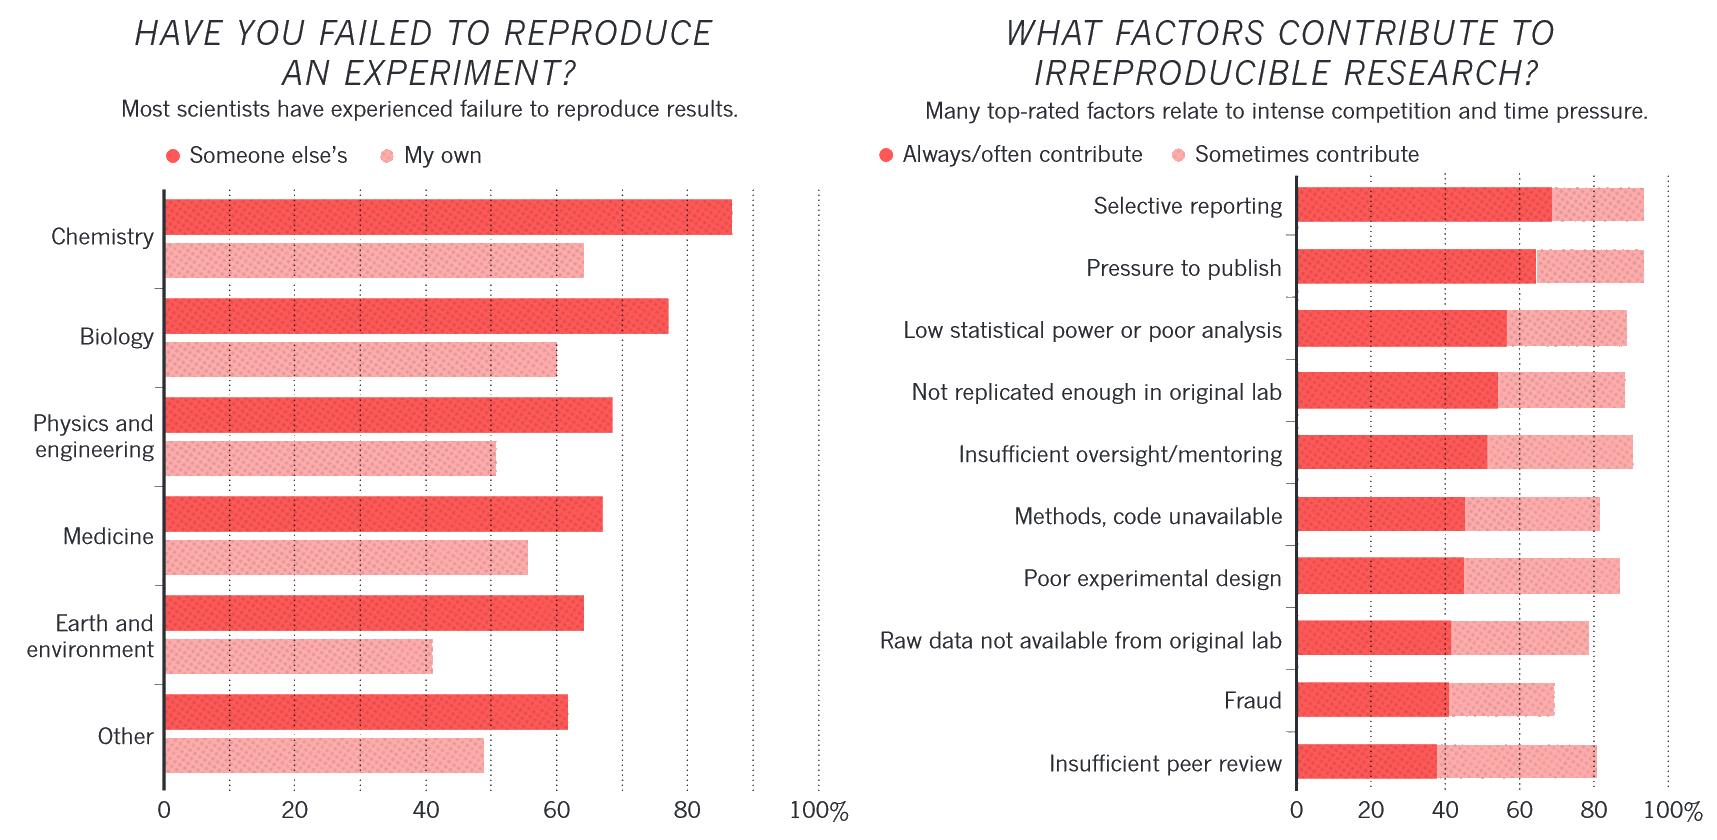 HAVE YOU FAILED TO REPRODUCE
AN EXPERIMENT?
Most scientists have experienced failure to reproduce results.
Someone else’s
My own
Chemistry
Biology
Physics and
engineering
Medicine
Earth and
environment
Other
0 20 40 60 80 100%
WHAT FACTORS CONTRIBUTE TO
IRREPRODUCIBLE RESEARCH?
Many top-rated factors relate to intense competition and time pressure.
Always/often contribute
Sometimes contribute
Selective reporting
Pressure to publish
Low statistical power or poor analysis
Not replicated enough in original lab
Insufficient oversight/mentoring
Methods, code unavailable
Poor experimental design
Raw data not available from original lab
Fraud
Insufficient peer review
0 20 40 60 80 100%